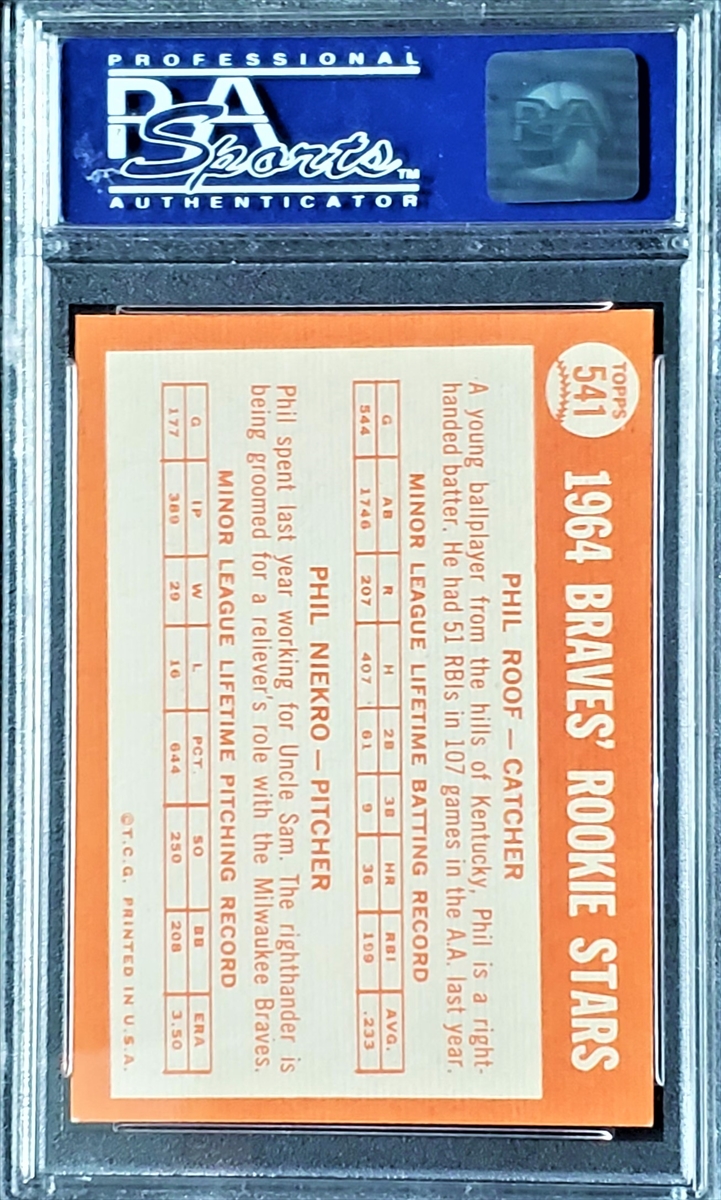 PROFESSIONAL
PSA
Sports™
AUTHENTICATOR
PSA
TOPPS
541
1964 BRAVES' ROOKIE STARS
PHIL ROOF — CATCHER
A young ballplayer from the hills of Kentucky, Phil is a right-
handed batter. He had 51 RBIs in 107 games in the A.A. last year.
MINOR LEAGUE LIFETIME BATTING RECORD
G AB R H 2B 3B HR RBI AVG.
544 1746 207 407 61 9 36 199 .233
PHIL NIEKRO — PITCHER
Phil spent last year working for Uncle Sam. The righthander is
being groomed for a reliever's role with the Milwaukee Braves.
MINOR LEAGUE LIFETIME PITCHING RECORD
G IP W L PCT. SO BB ERA
177 389 29 16 644 250 208 3.50
©T.C.G. PRINTED IN U.S.A.